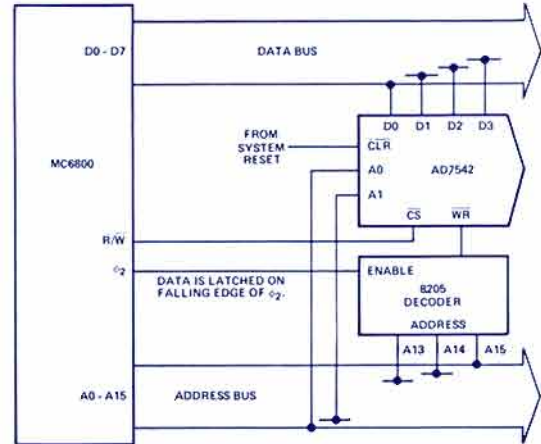 D0 - D7
DATA BUS
D0 D1 D2 D3
FROM
SYSTEM
RESET
CLR
MC6800
A0
AD7542
A1
CS WR
R/W
φ2
DATA IS LATCHED ON
FALLING EDGE OF φ2.
ENABLE
8205
DECODER
ADDRESS
A13 A14 A15
A0 - A15
ADDRESS BUS